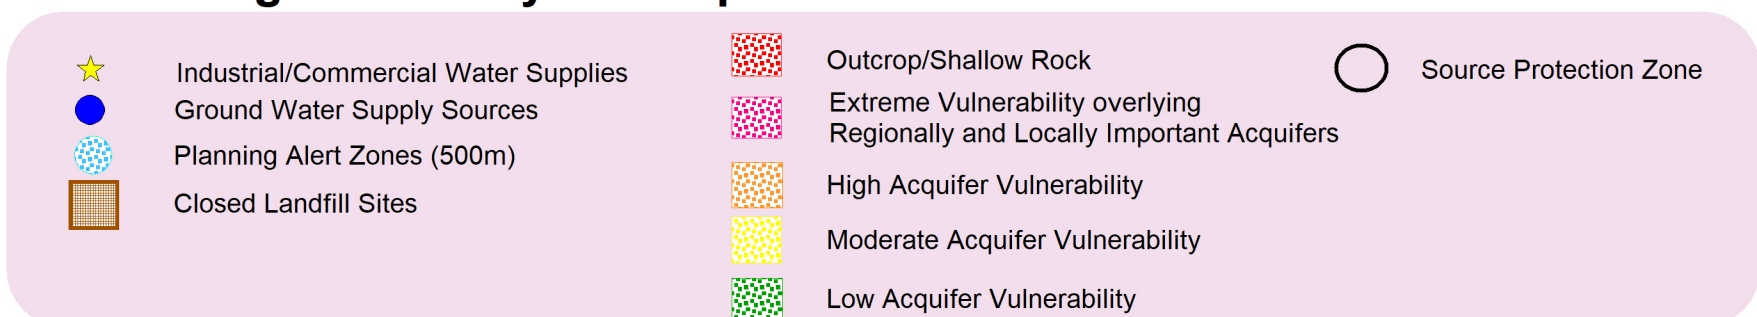 Industrial/Commercial Water Supplies
Ground Water Supply Sources
Planning Alert Zones (500m)
Closed Landfill Sites
Outcrop/Shallow Rock
Extreme Vulnerability overlying
Regionally and Locally Important Acquifers
High Acquifer Vulnerability
Moderate Acquifer Vulnerability
Low Acquifer Vulnerability
Source Protection Zone